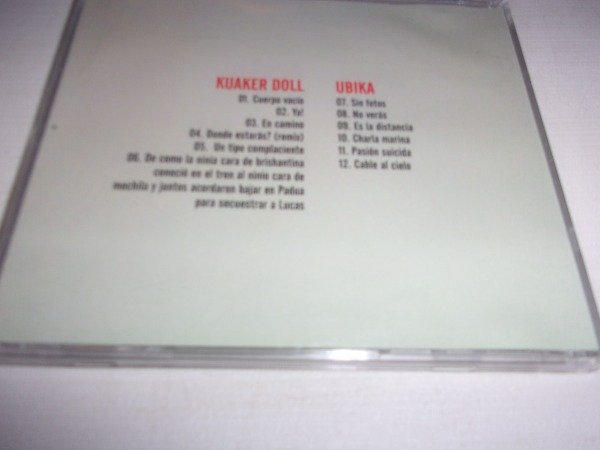 KUAKER DOLL
01. Cuerpo vacío
02. Ya!
03. En camino
04. Donde estarás? (remix)
05. Un tipo complaciente
06. De como la ninia cara de brishantina
conoció en el tren al ninio cara de
mochila y juntos acordaron bajar en Padua
para secuestrar a Lucas
UBIKA
07. Sin fotos
08. No verás
09. Es la distancia
10. Charla marina
11. Pasión suicida
12. Cable al cielo